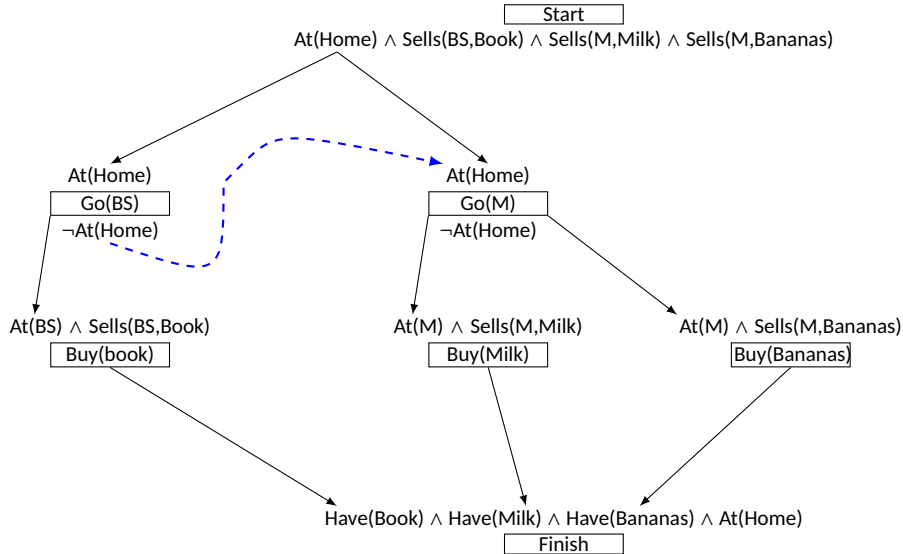 Start
At(Home) ∧ Sells(BS,Book) ∧ Sells(M,Milk) ∧ Sells(M,Bananas)
At(Home)
At(Home)
Go(BS)
Go(M)
¬At(Home)
¬At(Home)
At(BS) ∧ Sells(BS,Book)
At(M) ∧ Sells(M,Milk)
At(M) ∧ Sells(M,Bananas)
Buy(book)
Buy(Milk)
Buy(Bananas)
Have(Book) ∧ Have(Milk) ∧ Have(Bananas) ∧ At(Home)
Finish